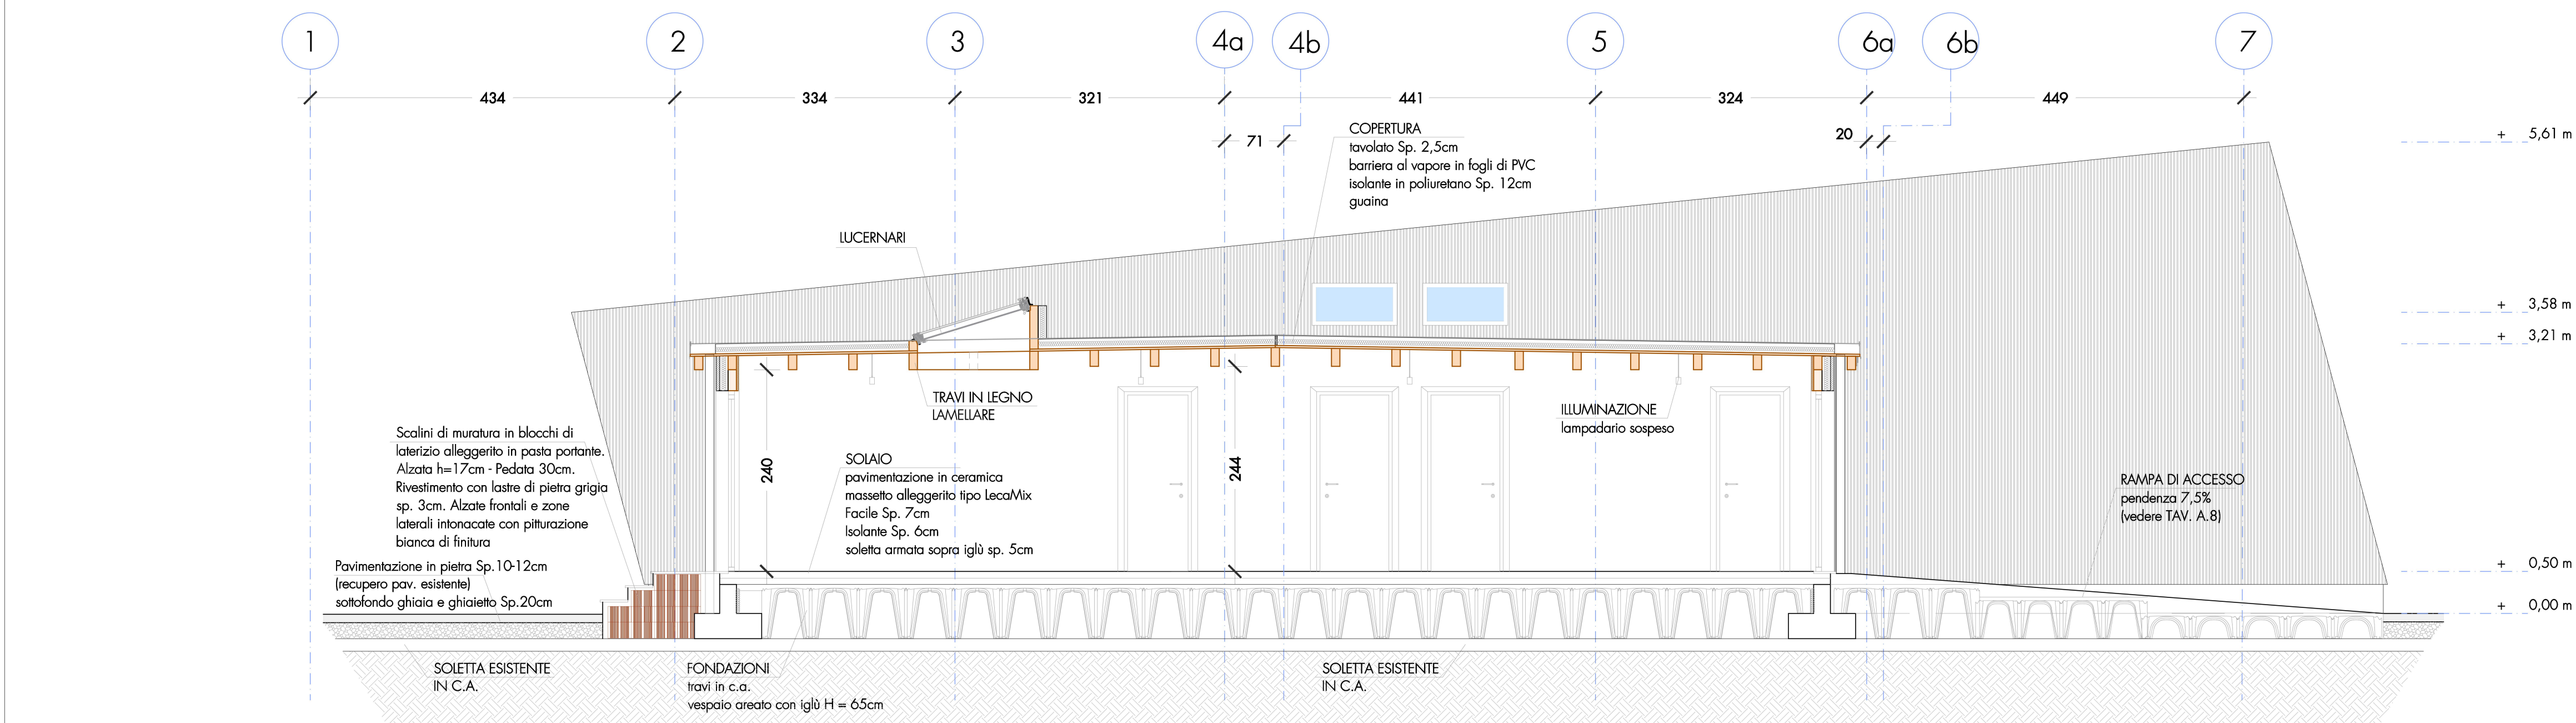 1 2 3 4a 4b 5 6a 6b 7
434 334 321 441 324 449
71 20
+ 5,61 m
COPERTURA
tavolato Sp. 2,5cm
barriera al vapore in fogli di PVC
isolante in poliuretano Sp. 12cm
guaina
LUCERNARI
+ 3,58 m
+ 3,21 m
TRAVI IN LEGNO
LAMELLARE
ILLUMINAZIONE
lampadario sospeso
240
244
Scalini di muratura in blocchi di
laterizio alleggerito in pasta portante.
Alzata h=17cm - Pedata 30cm.
Rivestimento con lastre di pietra grigia
sp. 3cm. Alzate frontali e zone
laterali intonacate con pitturazione
bianca di finitura
SOLAIO
pavimentazione in ceramica
massetto alleggerito tipo LecaMix
Facile Sp. 7cm
Isolante Sp. 6cm
soletta armata sopra iglù sp. 5cm
RAMPA DI ACCESSO
pendenza 7,5%
(vedere TAV. A.8)
Pavimentazione in pietra Sp.10-12cm
(recupero pav. esistente)
sottofondo ghiaia e ghiaietto Sp.20cm
+ 0,50 m
+ 0,00 m
SOLETTA ESISTENTE
IN C.A.
FONDAZIONI
travi in c.a.
vespaio areato con iglù H = 65cm
SOLETTA ESISTENTE
IN C.A.